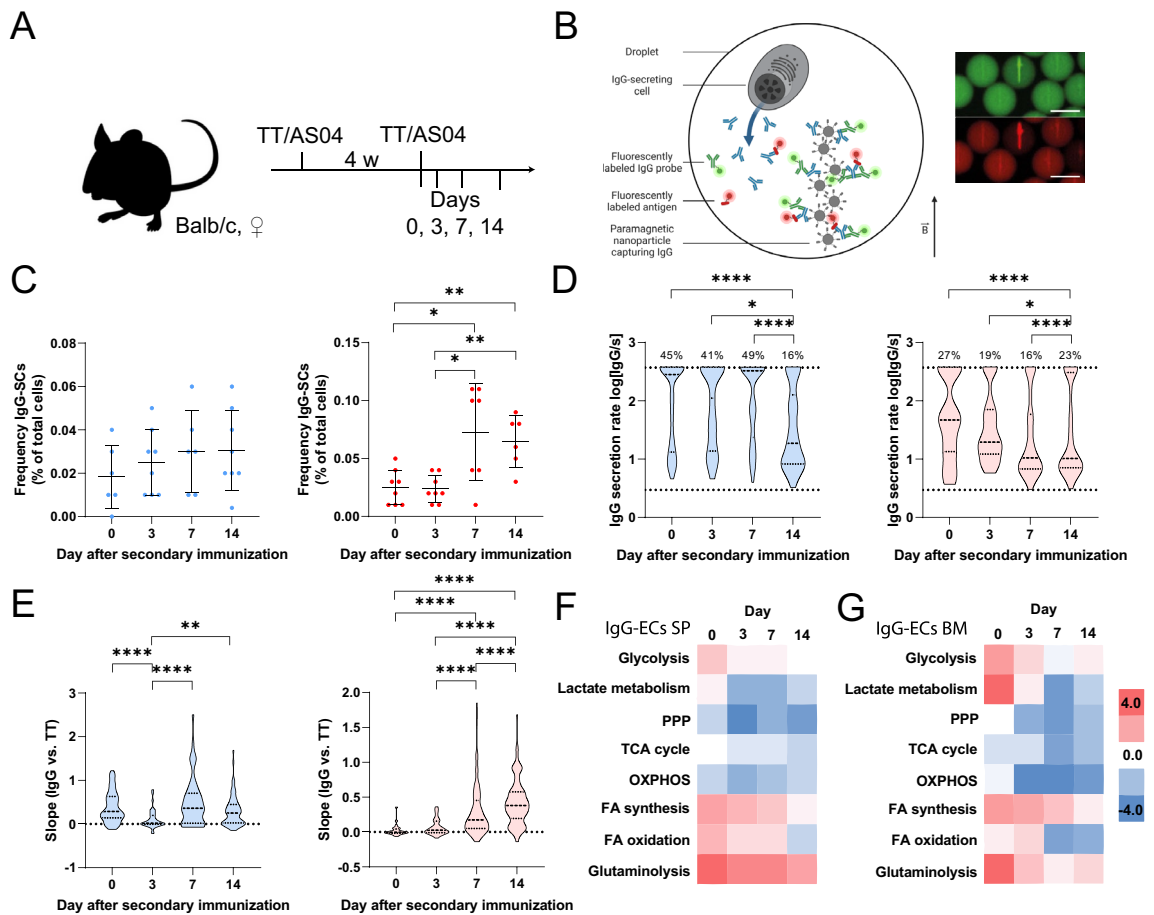 A
TT/AS04
TT/AS04
4 w
Days
0, 3, 7, 14
Balb/c, ♀
B
Droplet
IgG-secreting
cell
Fluorescently
labeled IgG probe
Fluorescently
labeled antigen
Paramagnetic
nanoparticle
capturing IgG
B
C
Frequency IgG-SCs
(% of total cells)
0.08
0.06
0.04
0.02
0.00
0
3
7
14
Day after secondary immunization
**
*
**
*
Frequency IgG-SCs
(% of total cells)
0.15
0.10
0.05
0.00
0
3
7
14
Day after secondary immunization
D
****
*
****
IgG secretion rate log[IgG/s]
3
2
1
0
45%
41%
49%
16%
0
3
7
14
Day after secondary immunization
****
*
****
IgG secretion rate log[IgG/s]
3
2
1
0
27%
19%
16%
23%
0
3
7
14
Day after secondary immunization
E
**
****
****
Slope (IgG vs. TT)
3
2
1
0
-1
0
3
7
14
Day after secondary immunization
****
****
****
****
****
Slope (IgG vs. TT)
2.0
1.5
1.0
0.5
0.0
-0.5
0
3
7
14
Day after secondary immunization
F
Day
IgG-ECs SP
0
3
7
14
Glycolysis
Lactate metabolism
PPP
TCA cycle
OXPHOS
FA synthesis
FA oxidation
Glutaminolysis
G
Day
IgG-ECs BM
0
3
7
14
Glycolysis
Lactate metabolism
PPP
TCA cycle
OXPHOS
FA synthesis
FA oxidation
Glutaminolysis
4.0
0.0
-4.0